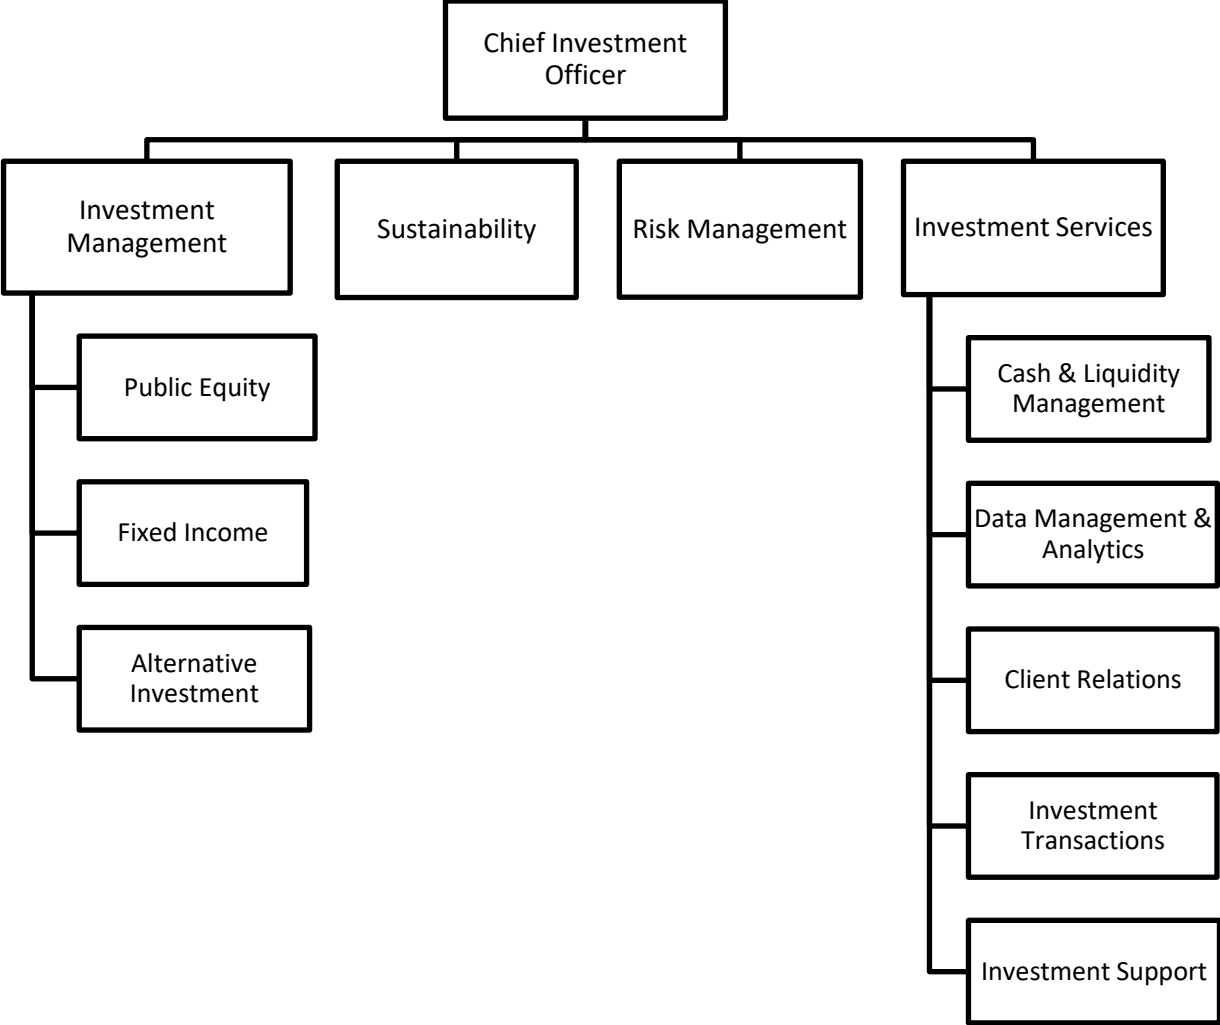 Chief Investment
Officer
Investment
Management
Sustainability
Risk Management
Investment Services
Public Equity
Fixed Income
Alternative
Investment
Cash & Liquidity
Management
Data Management &
Analytics
Client Relations
Investment
Transactions
Investment Support